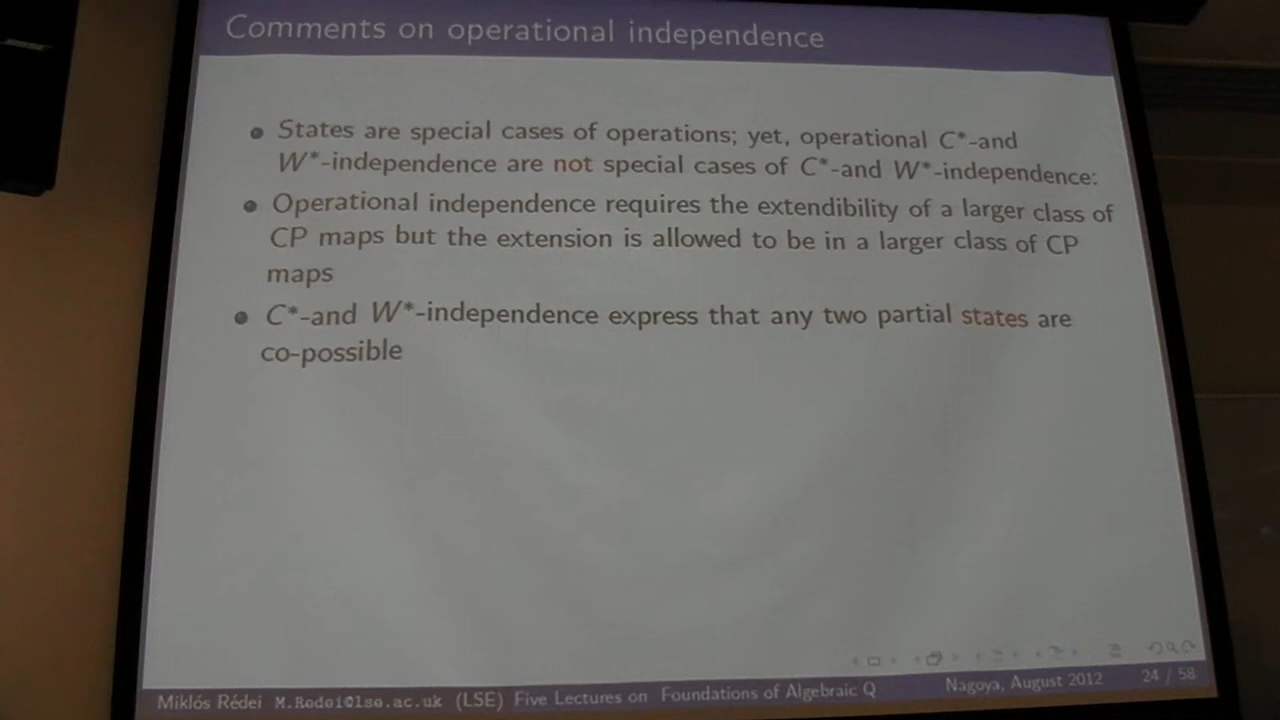 Comments on operational independence
States are special cases of operations; yet, operational C*-and
W*-independence are not special cases of C*-and W*-independence:
Operational independence requires the extendibility of a larger class of
CP maps but the extension is allowed to be in a larger class of CP
maps
C*-and W*-independence express that any two partial states are
co-possible
Miklós Rédei M.Redei@lse.ac.uk (LSE) Five Lectures on Foundations of Algebraic Q Nagoya, August 2012 24 / 58